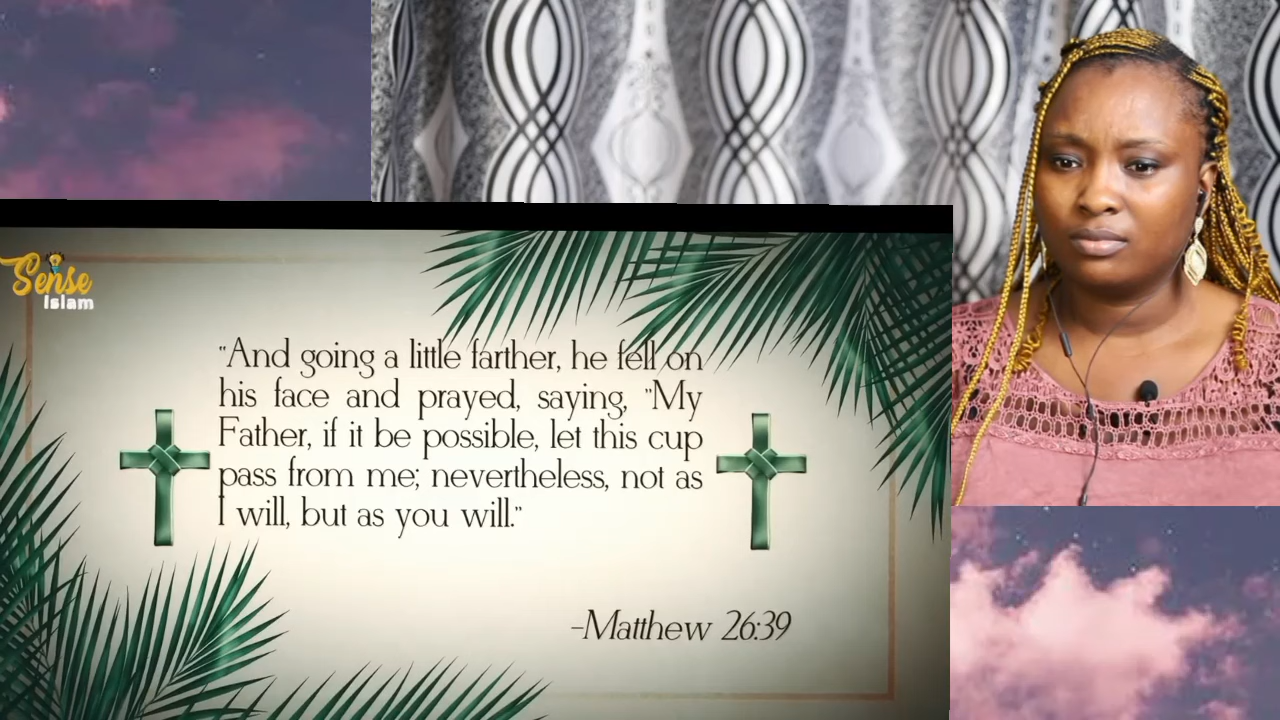 Sense
Islam
"And going a little farther, he fell on
his face and prayed, saying, "My
Father, if it be possible, let this cup
pass from me; nevertheless, not as
I will, but as you will."
-Matthew 26:39